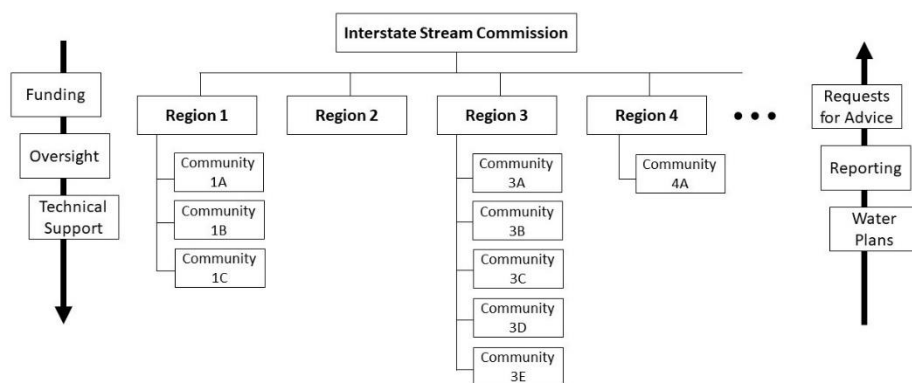 Interstate Stream Commission
Funding
Oversight
Technical
Support
Region 1
Region 2
Region 3
Region 4
Community
1A
Community
1B
Community
1C
Community
3A
Community
3B
Community
3C
Community
3D
Community
3E
Community
4A
Requests
for Advice
Reporting
Water
Plans